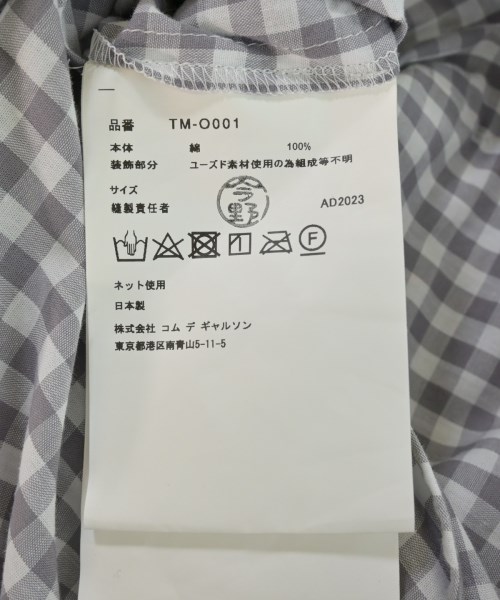 品番 TM-O001
本体 綿 100%
装飾部分 ユーズド素材使用の為組成等不明
サイズ
縫製責任者 今野 AD2023
F
ネット使用
日本製
株式会社 コム デ ギャルソン
東京都港区南青山5-11-5